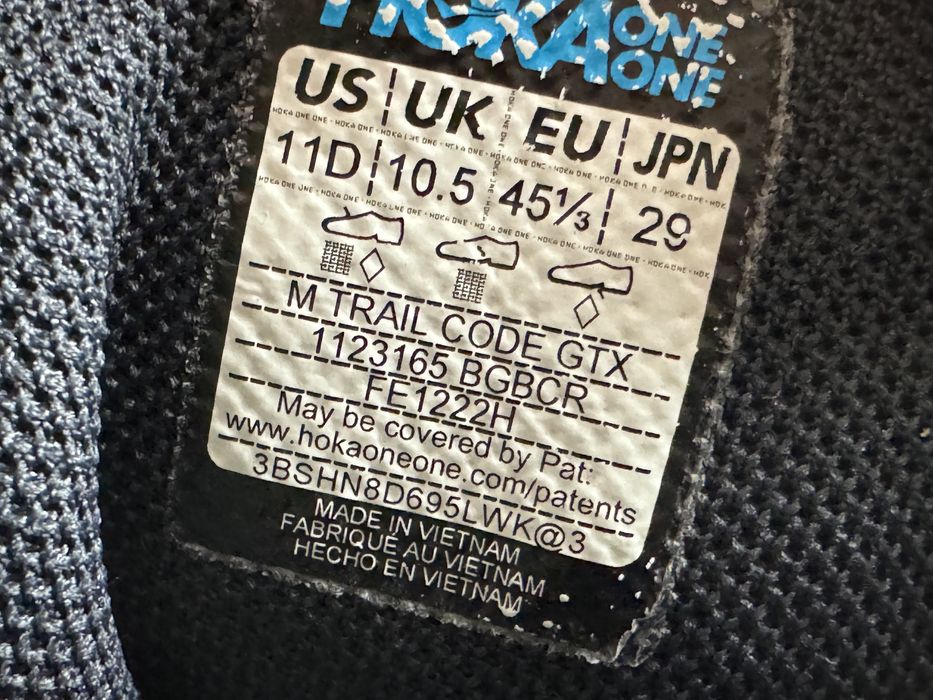 HOKA ONE ONE
US UK EU JPN
11D 10.5 45⅓ 29
M TRAIL CODE GTX
1123165 BGBCR
FE1222H
May be covered by Pat:
www.hokaoneone.com/patents
3BSHN8D695LWK@3
MADE IN VIETNAM
FABRIQUÉ AU VIETNAM
HECHO EN VIETNAM